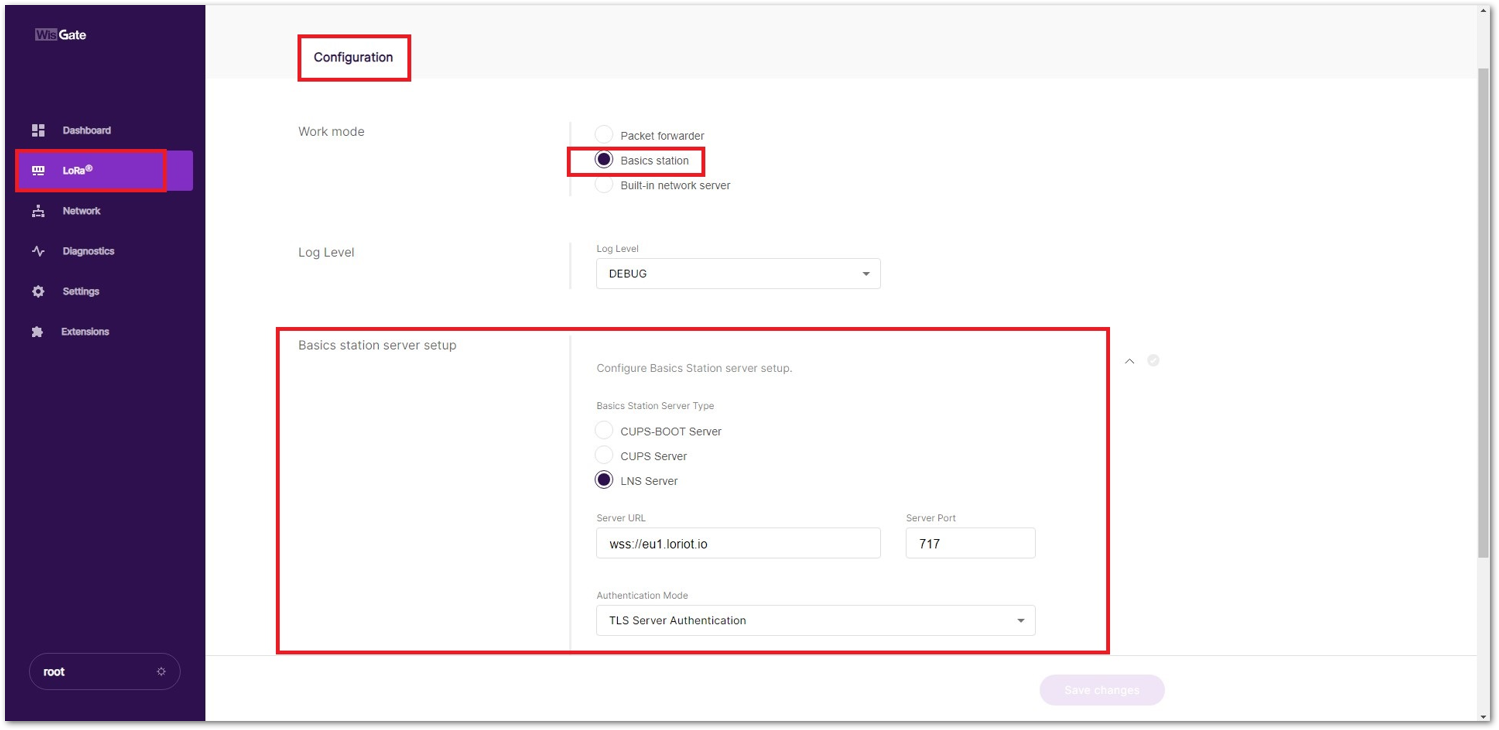 WisGate
Dashboard
LoRa®
Network
Diagnostics
Settings
Extensions
root
Configuration
Work mode
Packet forwarder
Basics station
Built-in network server
Log Level
Log Level
DEBUG
Basics station server setup
Configure Basics Station server setup.
Basics Station Server Type
CUPS-BOOT Server
CUPS Server
LNS Server
Server URL
Server Port
wss://eu1.loriot.io
717
Authentication Mode
TLS Server Authentication
Save changes